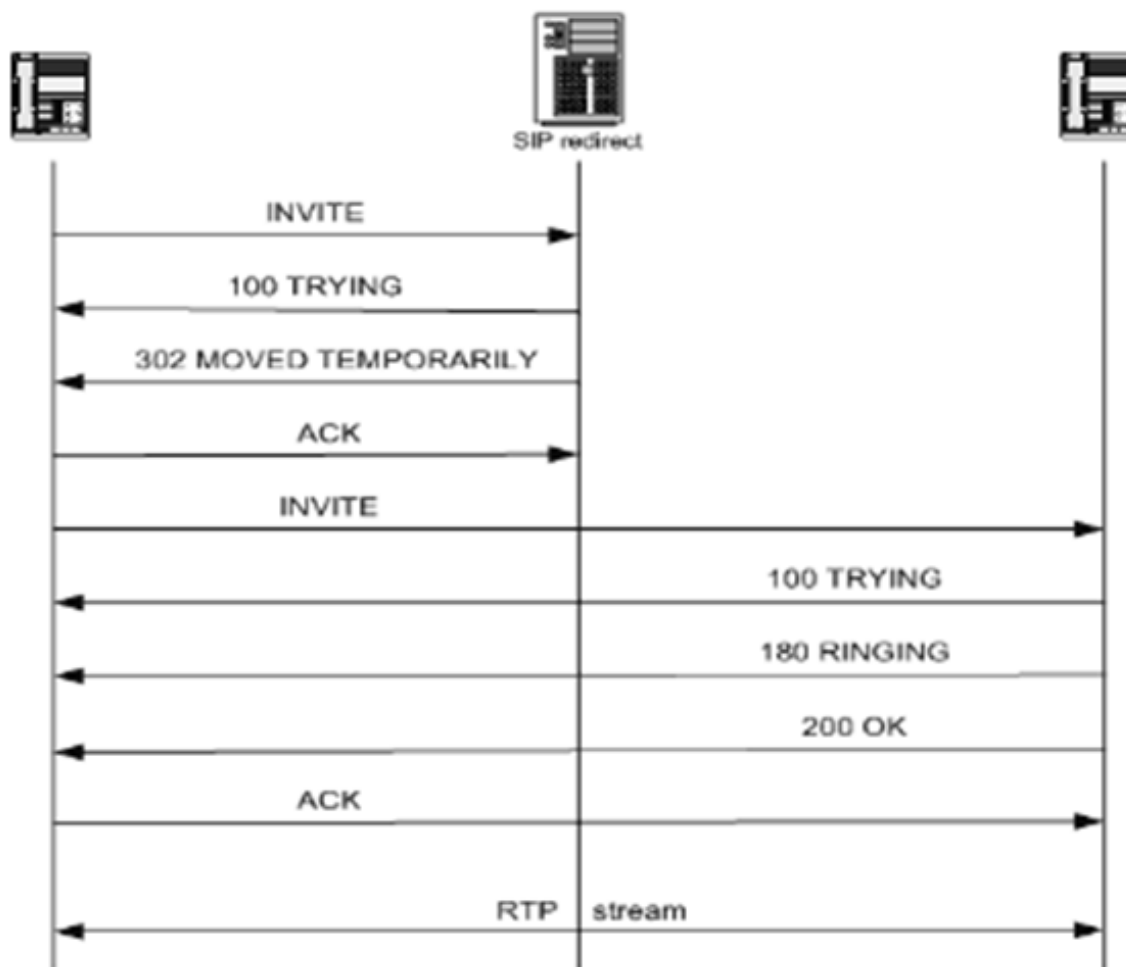 SIP redirect
INVITE
100 TRYING
302 MOVED TEMPORARILY
ACK
INVITE
100 TRYING
180 RINGING
200 OK
ACK
RTP stream